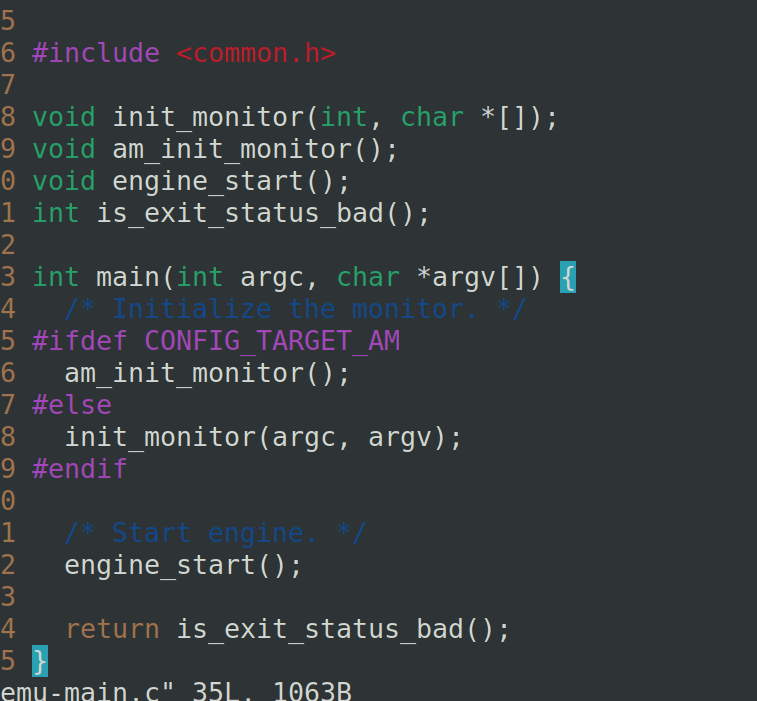 5
6 #include <common.h>
7
8 void init_monitor(int, char *[]);
9 void am_init_monitor();
0 void engine_start();
1 int is_exit_status_bad();
2
3 int main(int argc, char *argv[]) {
4   /* Initialize the monitor. */
5 #ifdef CONFIG_TARGET_AM
6   am_init_monitor();
7 #else
8   init_monitor(argc, argv);
9 #endif
0
1   /* Start engine. */
2   engine_start();
3
4   return is_exit_status_bad();
5 }
emu-main.c" 35L, 1063B